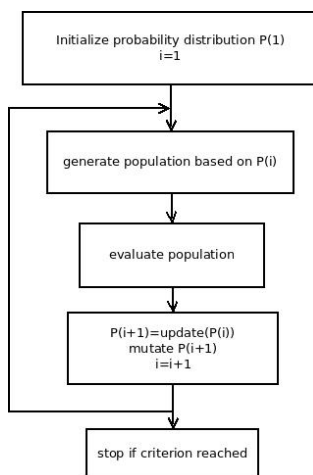 Initialize probability distribution P(1)
i=1
generate population based on P(i)
evaluate population
P(i+1)=update(P(i))
mutate P(i+1)
i=i+1
stop if criterion reached